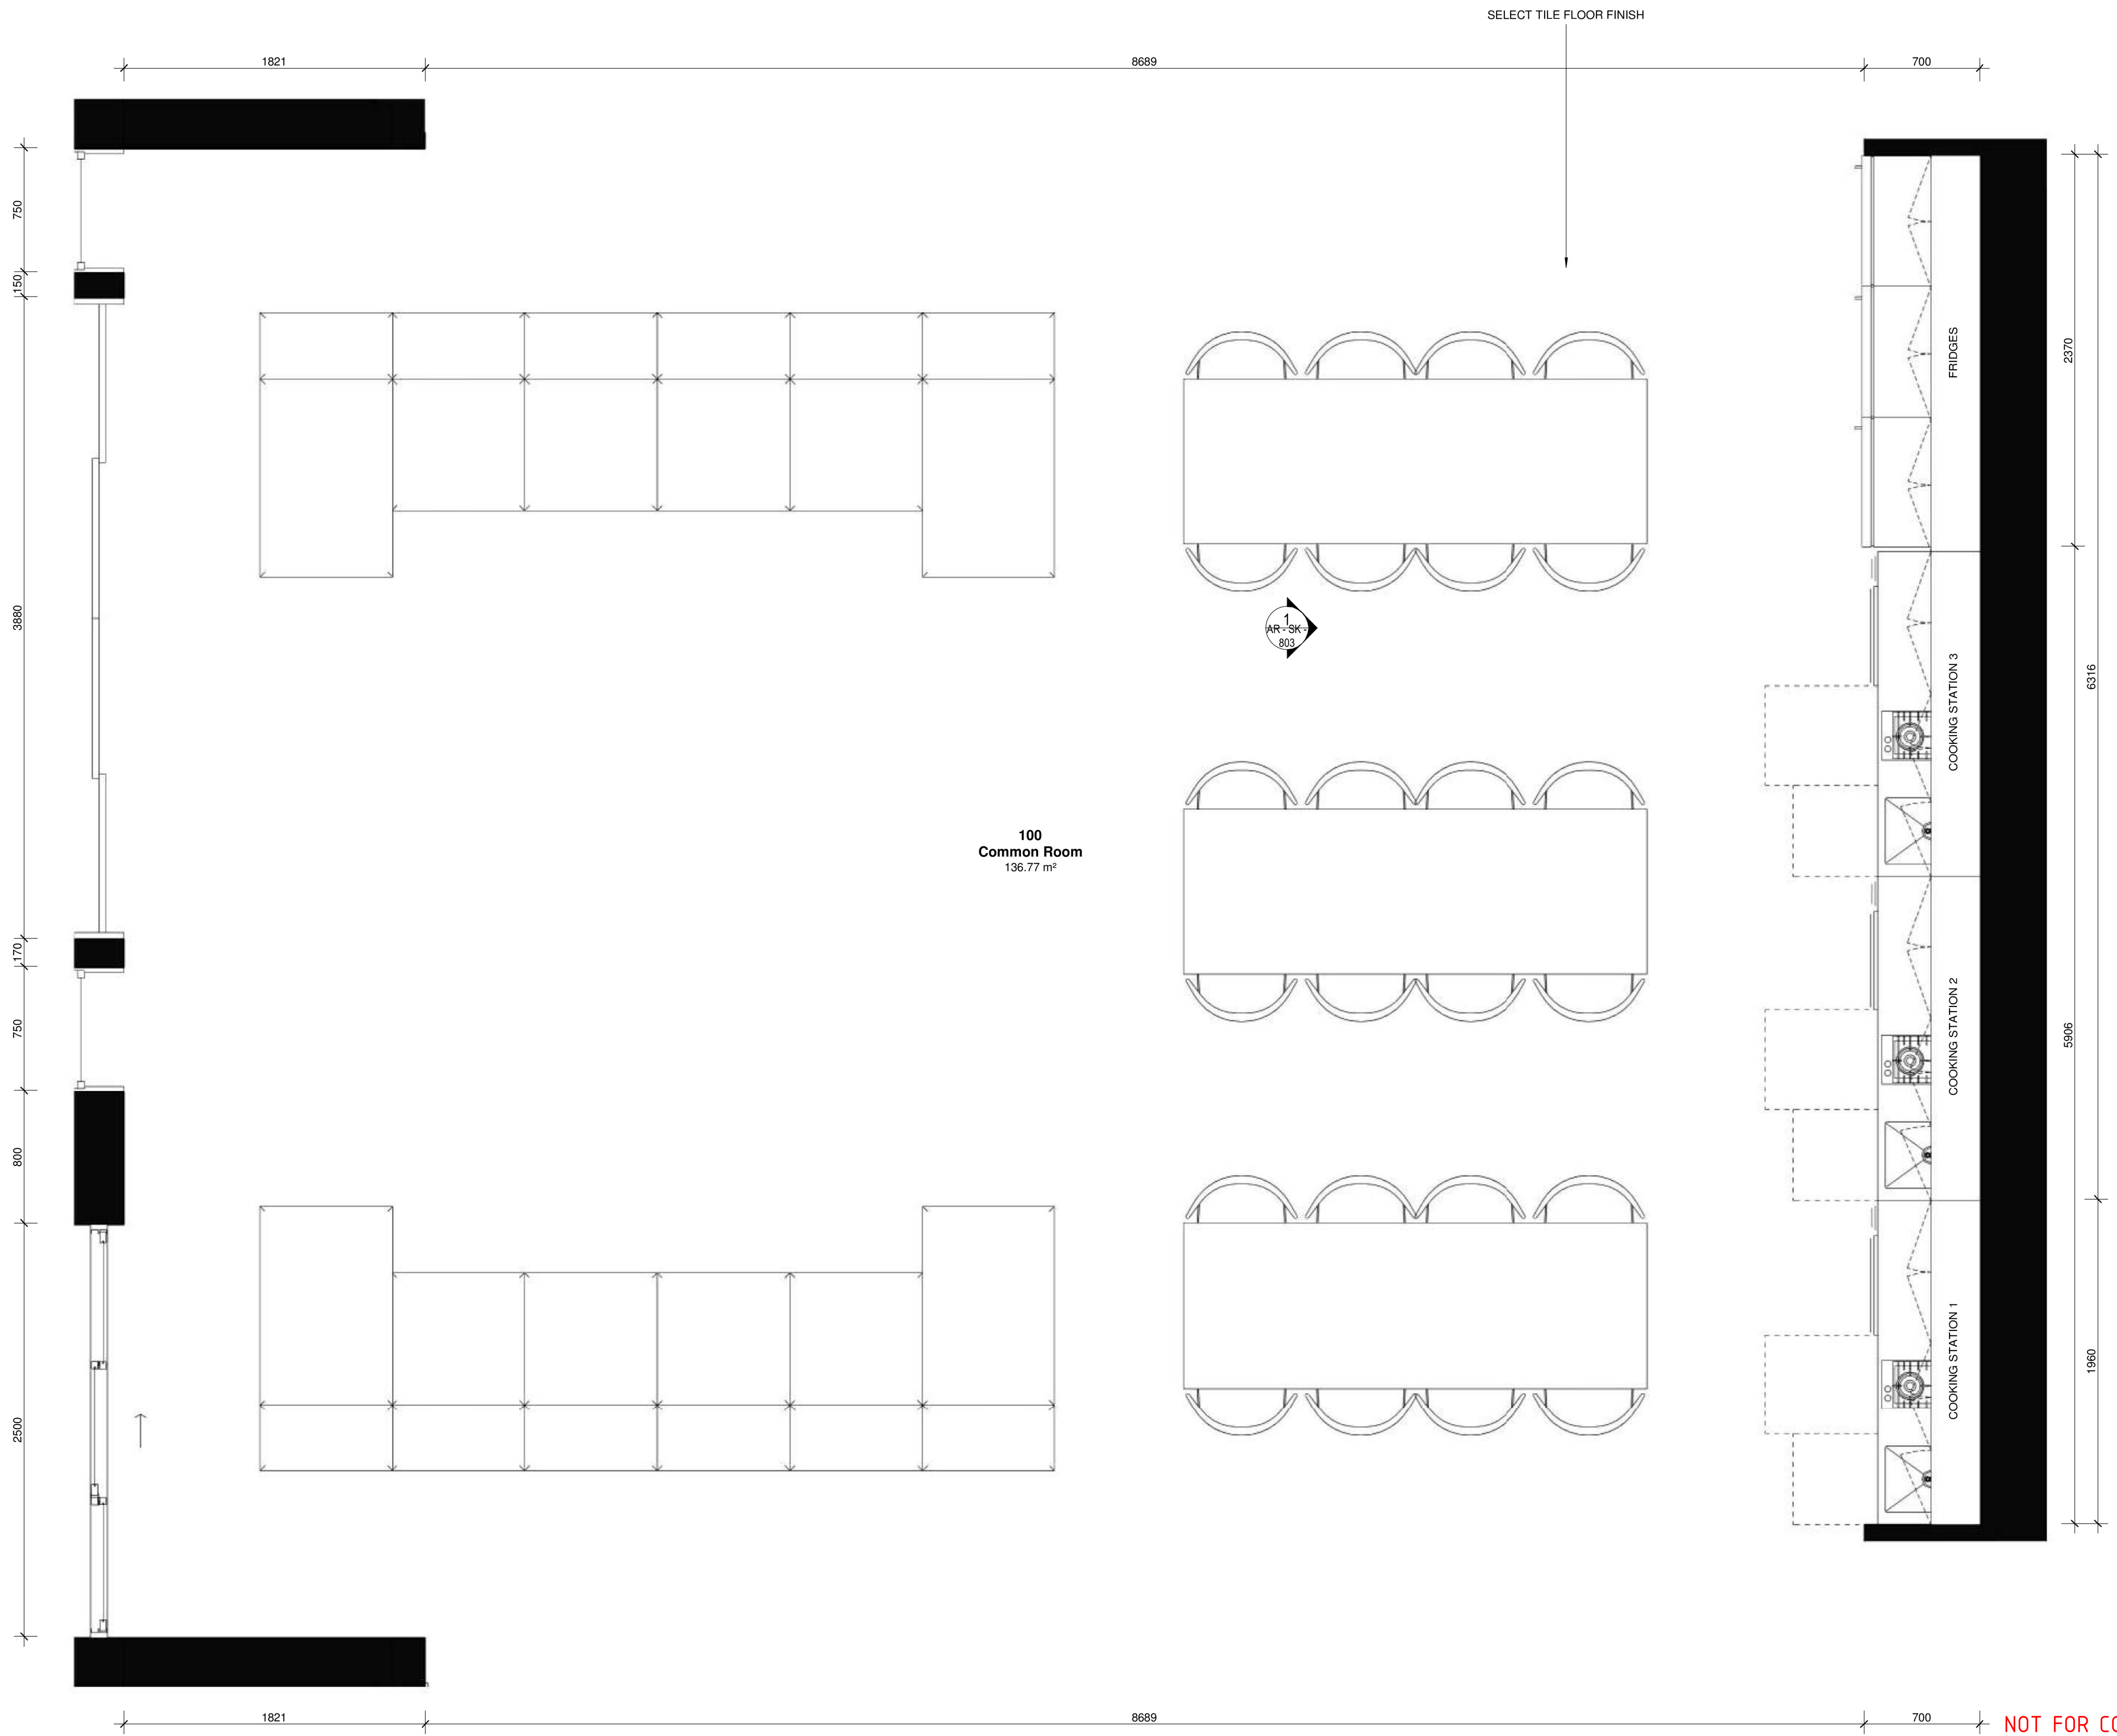 SELECT TILE FLOOR FINISH
1821
8689
700
750
150
3880
170
750
800
2500
FRIDGES
2370
6316
1
AR - SK -
803
COOKING STATION 3
100
Common Room
136.77 m²
COOKING STATION 2
5906
COOKING STATION 1
1960
1821
8689
700
NOT FOR